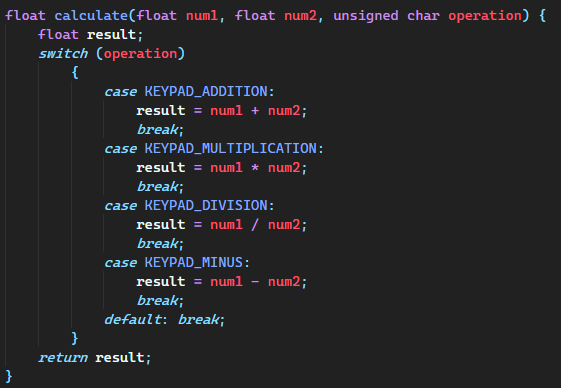 float calculate(float num1, float num2, unsigned char operation) {
    float result;
    switch (operation)
        {
            case KEYPAD_ADDITION:
                result = num1 + num2;
                break;
            case KEYPAD_MULTIPLICATION:
                result = num1 * num2;
                break;
            case KEYPAD_DIVISION:
                result = num1 / num2;
                break;
            case KEYPAD_MINUS:
                result = num1 - num2;
                break;
            default: break;
        }
    return result;
}